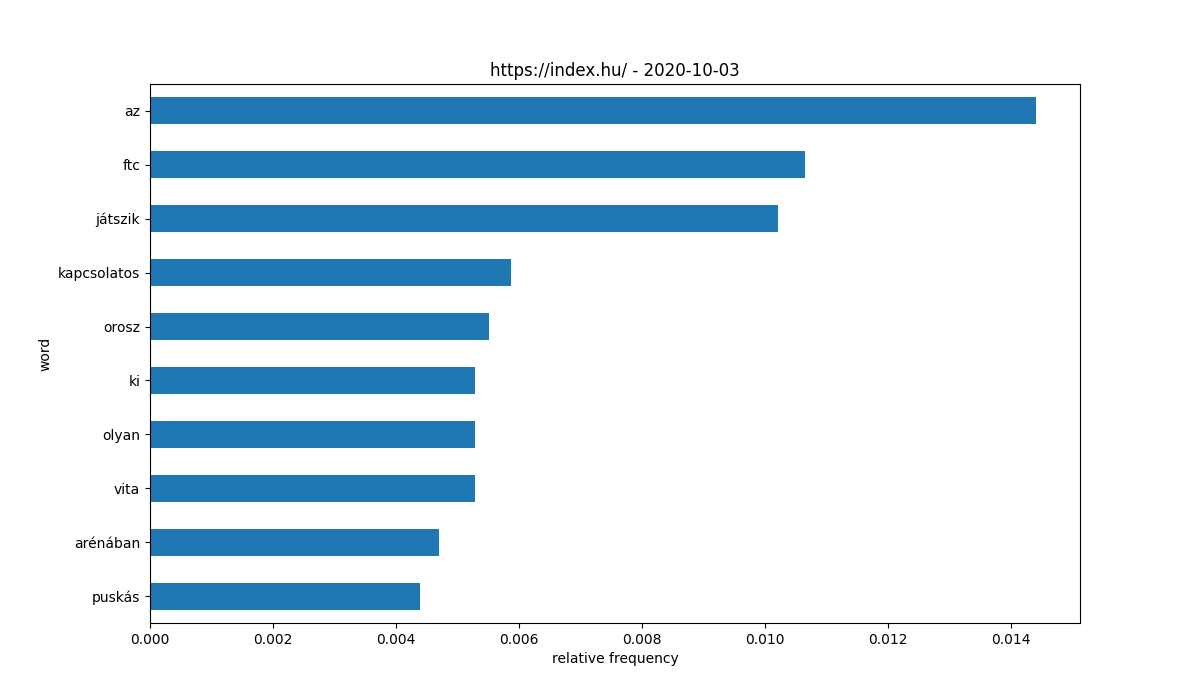 https://index.hu/ - 2020-10-03
az
ftc
játszik
kapcsolatos
orosz
ki
olyan
vita
arénában
puskás
word
0.000 0.002 0.004 0.006 0.008 0.010 0.012 0.014
relative frequency